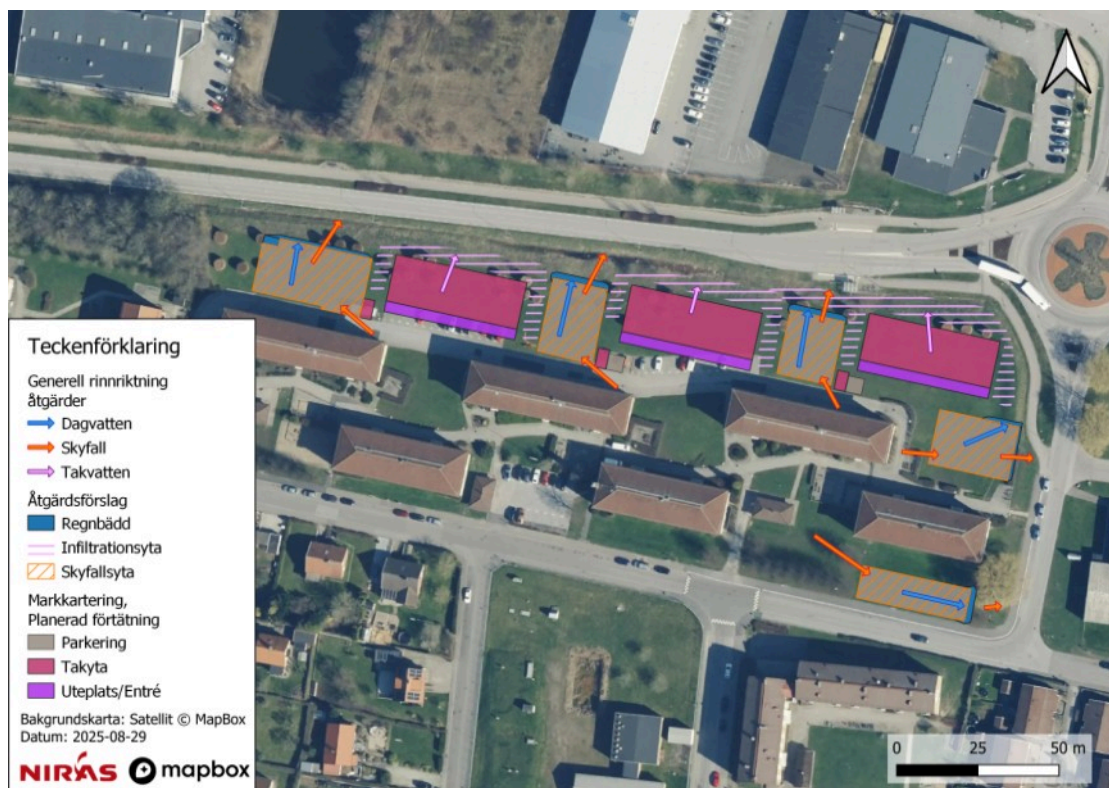 Teckenförklaring
Generell rinnriktning
åtgärder
Dagvatten
Skyfall
Takvatten
Åtgärdsförslag
Regnbädd
Infiltrationsyta
Skyfallsyta
Markkartering,
Planerad förtätning
Parkering
Takyta
Uteplats/Entré
Bakgrundskarta: Satellit © MapBox
Datum: 2025-08-29
NIRAS mapbox
0 25 50 m